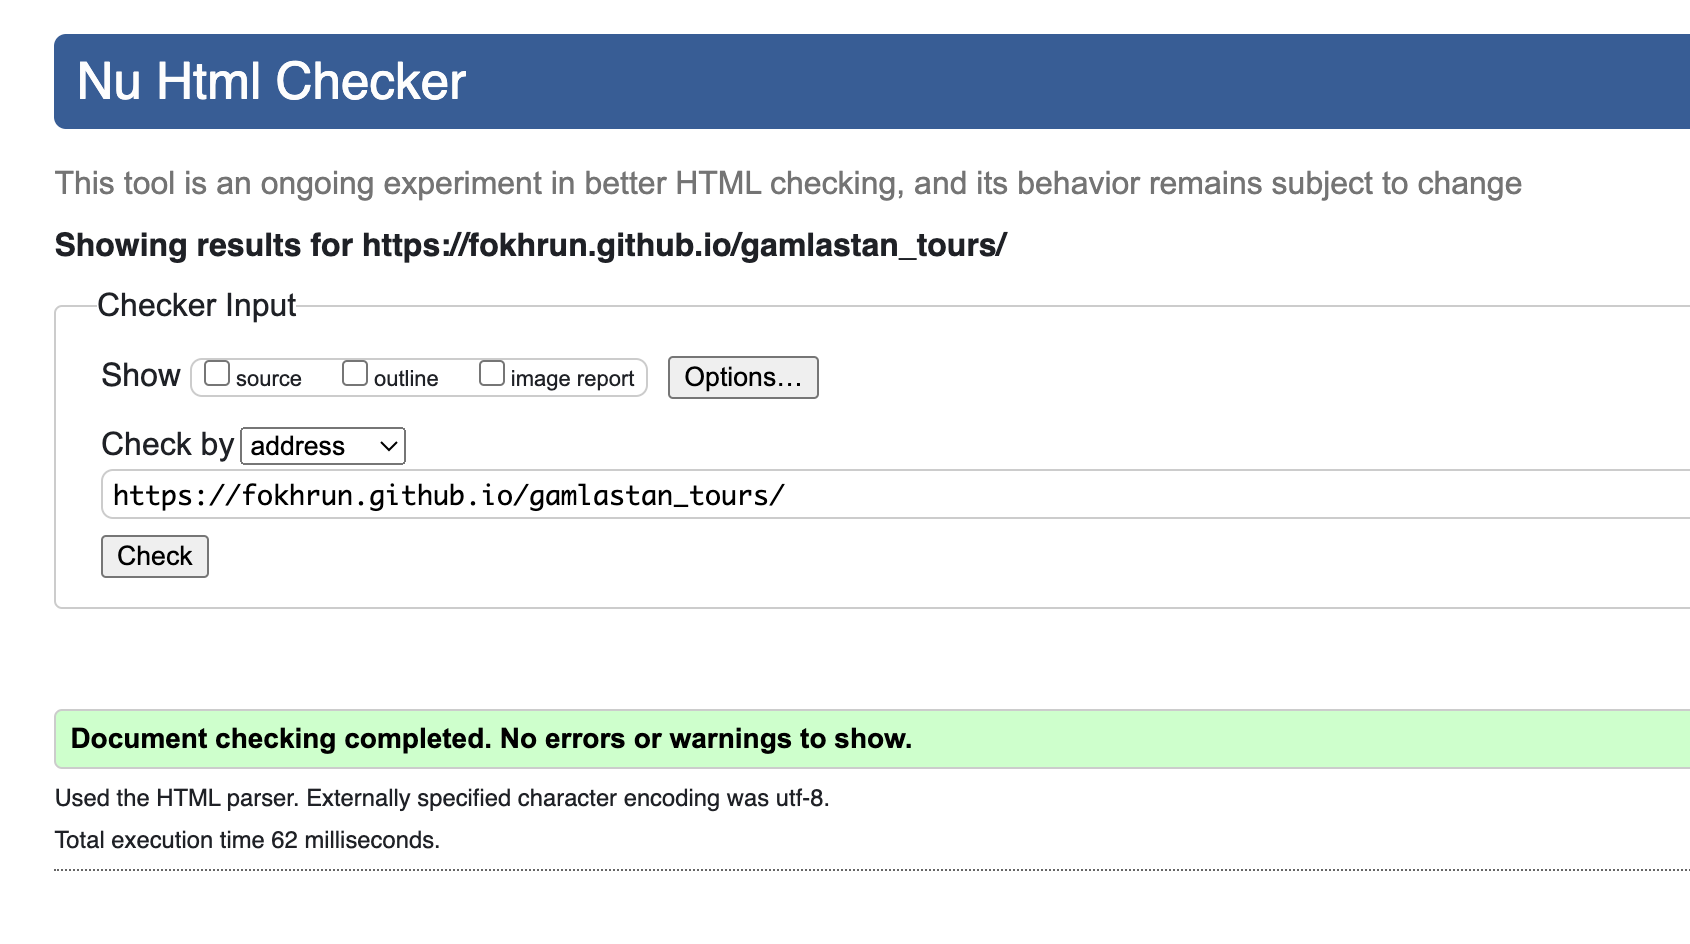 Nu Html Checker
This tool is an ongoing experiment in better HTML checking, and its behavior remains subject to change
Showing results for https://fokhrun.github.io/gamlastan_tours/
Checker Input
Show source outline image report Options...
Check by address
https://fokhrun.github.io/gamlastan_tours/
Check
Document checking completed. No errors or warnings to show.
Used the HTML parser. Externally specified character encoding was utf-8.
Total execution time 62 milliseconds.